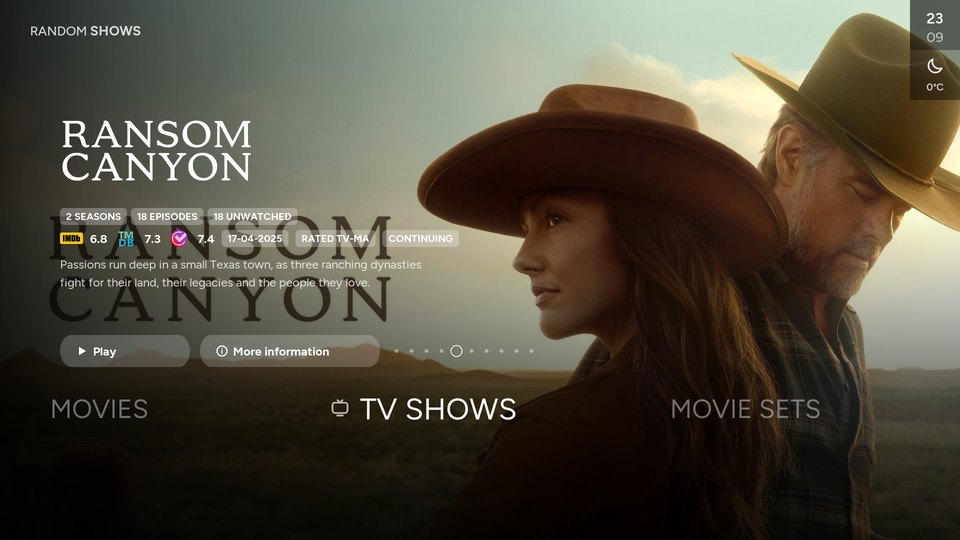 RANDOM SHOWS
23
09
0°C
RANSOM
CANYON
2 SEASONS 18 EPISODES 18 UNWATCHED
IMDb 6.8 TMDB 7.3 7.4 17-04-2025 RATED TV-MA CONTINUING
RANSOM
CANYON
Passions run deep in a small Texas town, as three ranching dynasties
fight for their land, their legacies and the people they love.
Play More information
MOVIES TV SHOWS MOVIE SETS